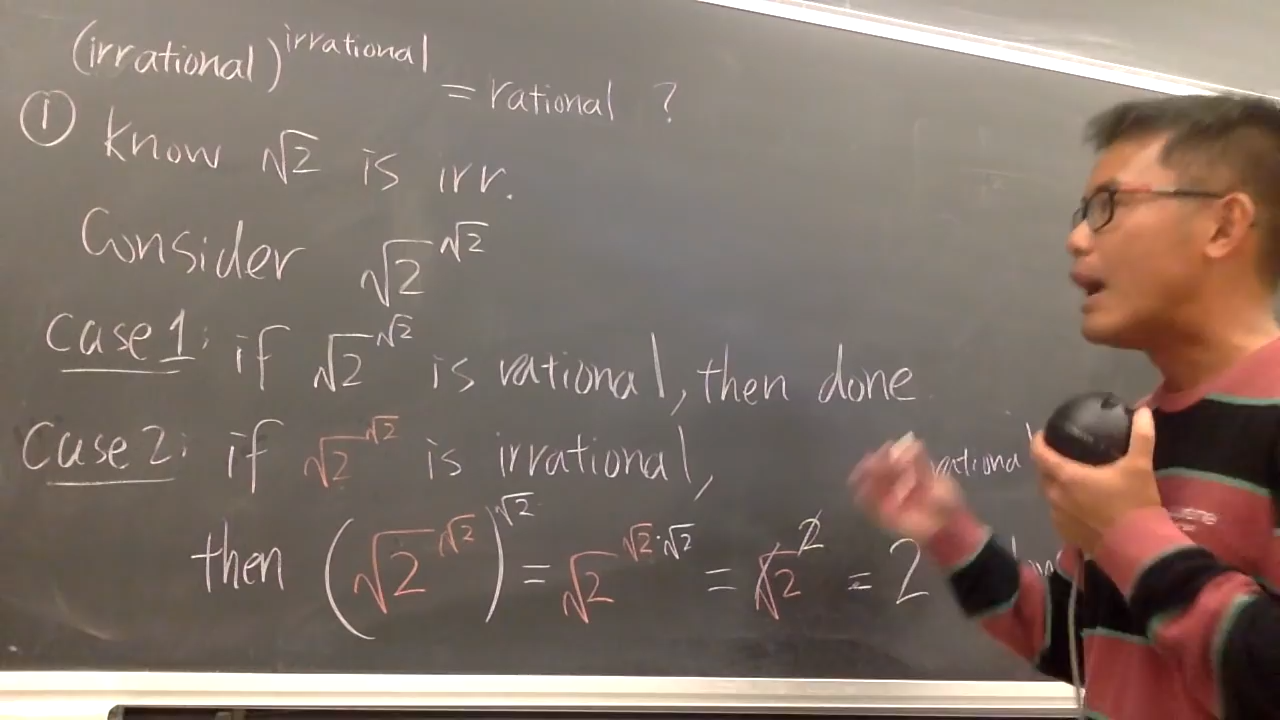 (irrational)^irrational = rational ?
① know √2 is irr.
Consider √2^√2
Case 1: if √2^√2 is rational, then done
Case 2: if √2^√2 is irrational,
then (√2^√2)^√2 = √2^(√2·√2) = √2^2 = 2